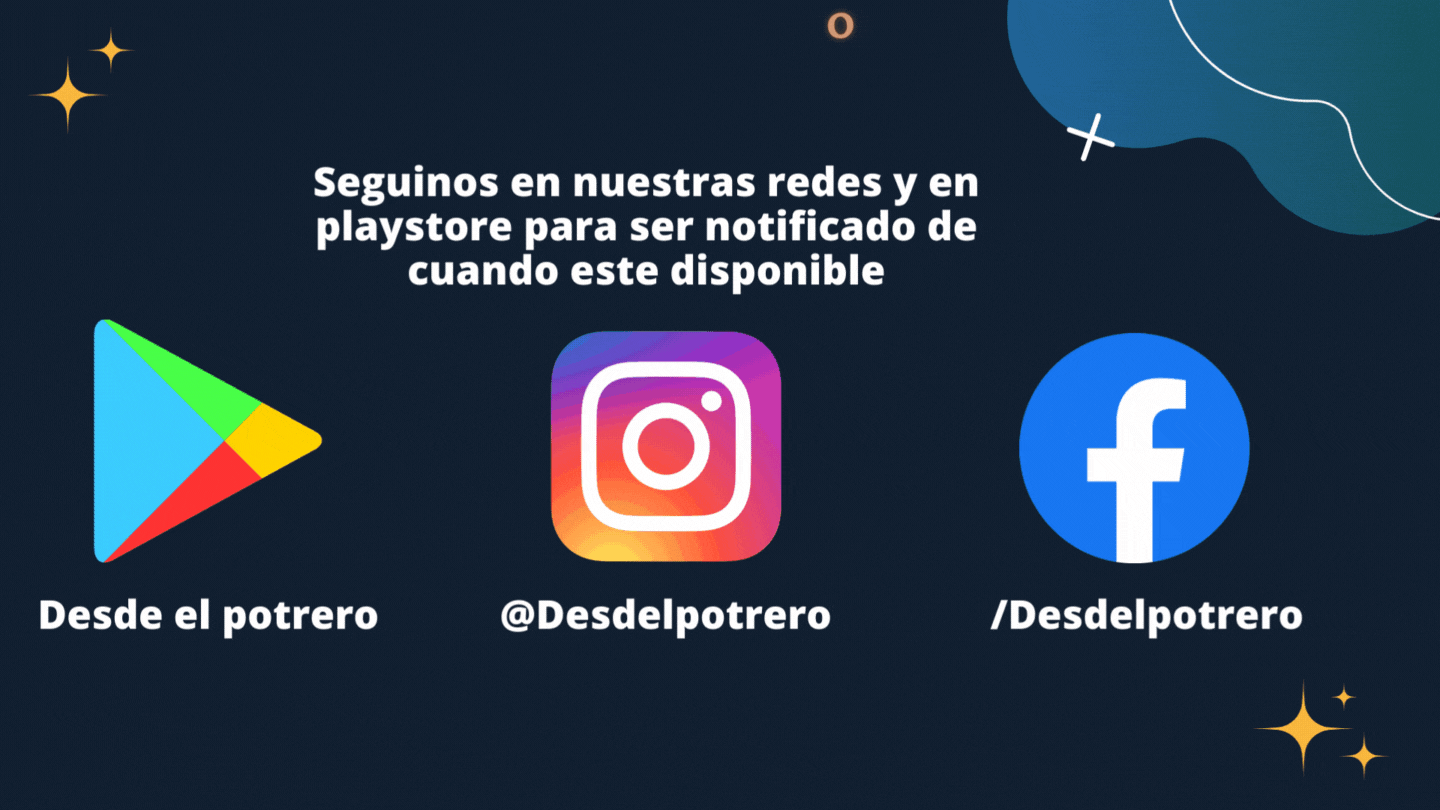 o
Seguinos en nuestras redes y en
playstore para ser notificado de
cuando este disponible
Desde el potrero
@Desdelpotrero
/Desdelpotrero